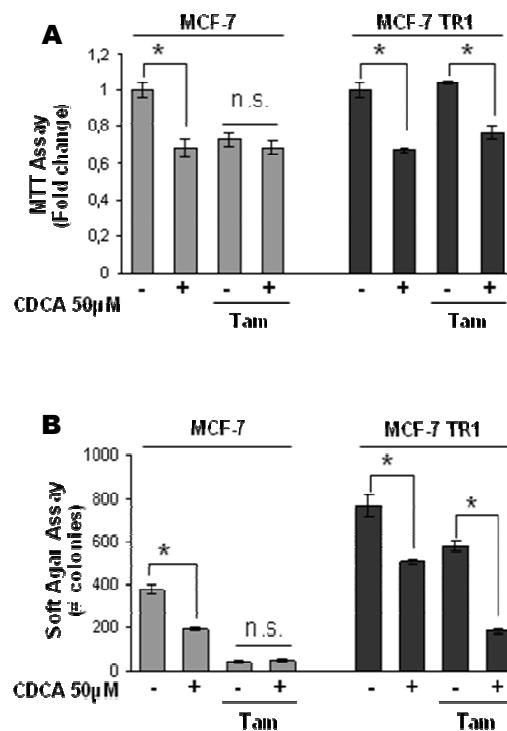 A
MCF-7
MCF-7 TR1
MTT Assay
(Fold change)
1,2
1
0,8
0,6
0,4
0,2
0
*
n.s.
*
*
CDCA 50µM
- + - + - + - +
Tam
Tam
B
MCF-7
MCF-7 TR1
Soft Agar Assay
(# colonies)
1000
800
600
400
200
0
*
n.s.
*
*
CDCA 50µM
- + - + - + - +
Tam
Tam